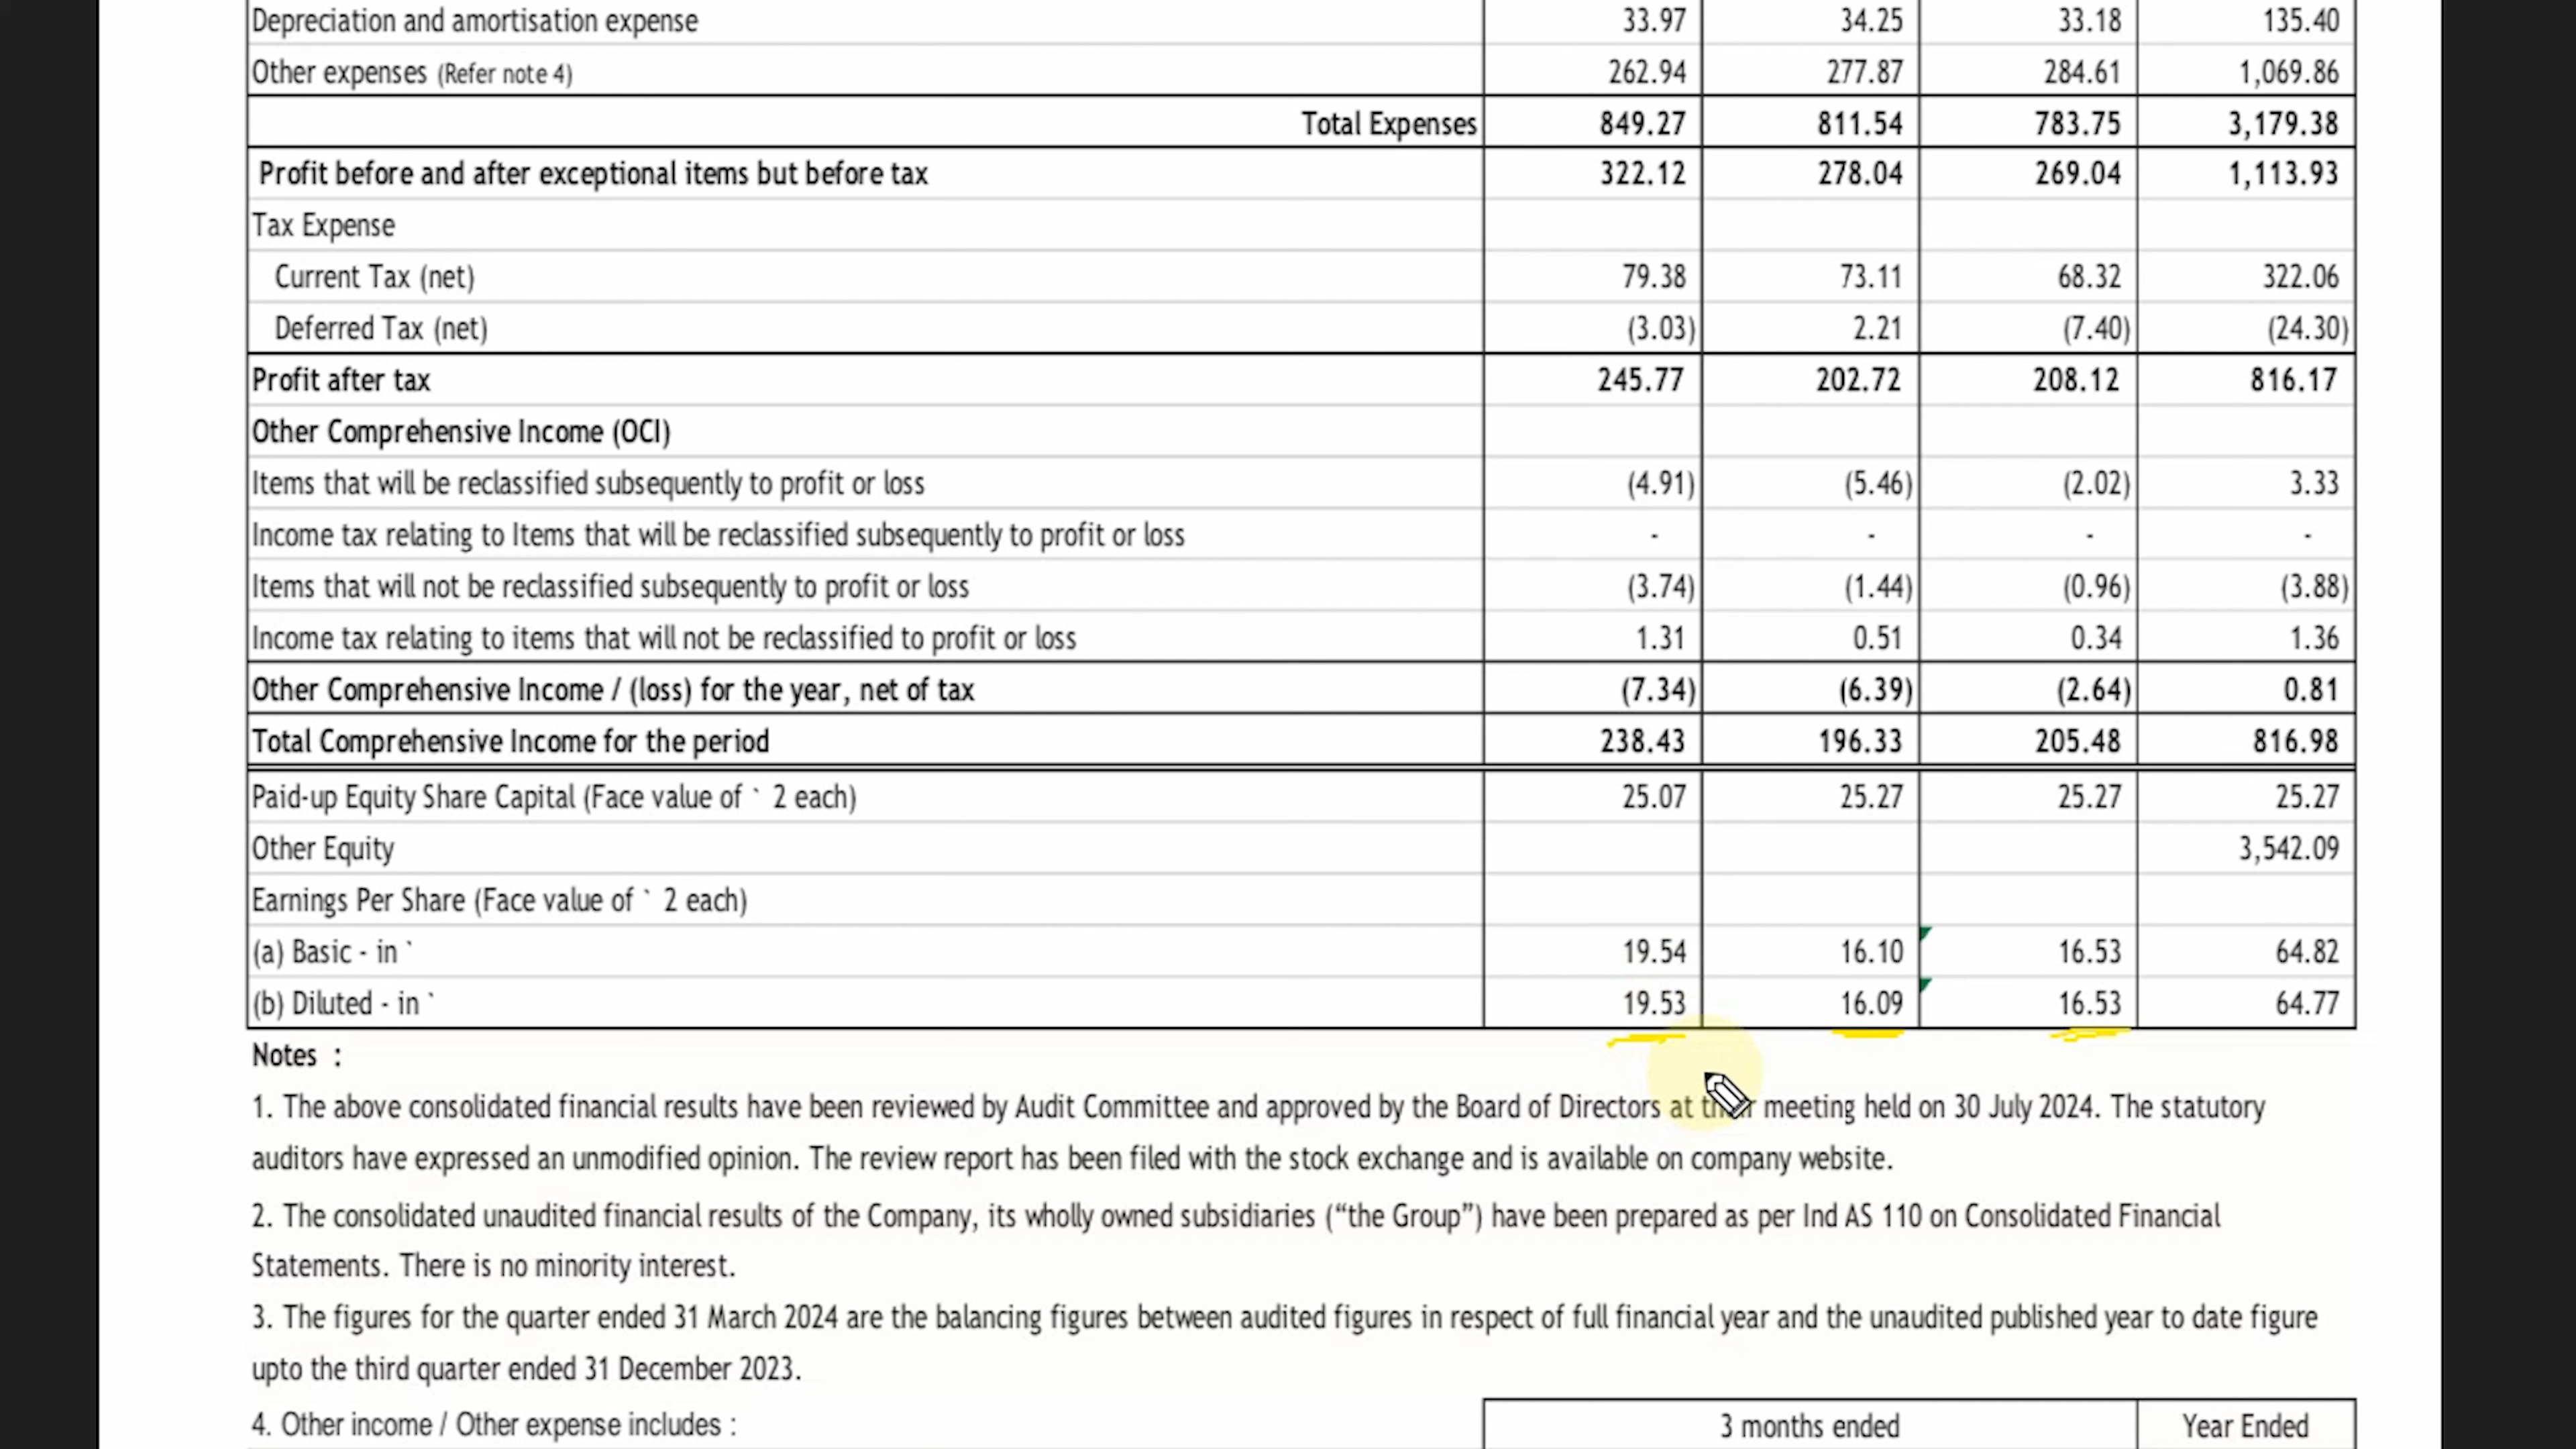 Depreciation and amortisation expense 33.97 34.25 33.18 135.40
Other expenses (Refer note 4) 262.94 277.87 284.61 1,069.86
Total Expenses 849.27 811.54 783.75 3,179.38
Profit before and after exceptional items but before tax 322.12 278.04 269.04 1,113.93
Tax Expense
Current Tax (net) 79.38 73.11 68.32 322.06
Deferred Tax (net) (3.03) 2.21 (7.40) (24.30)
Profit after tax 245.77 202.72 208.12 816.17
Other Comprehensive Income (OCI)
Items that will be reclassified subsequently to profit or loss (4.91) (5.46) (2.02) 3.33
Income tax relating to Items that will be reclassified subsequently to profit or loss - - - -
Items that will not be reclassified subsequently to profit or loss (3.74) (1.44) (0.96) (3.88)
Income tax relating to items that will not be reclassified to profit or loss 1.31 0.51 0.34 1.36
Other Comprehensive Income / (loss) for the year, net of tax (7.34) (6.39) (2.64) 0.81
Total Comprehensive Income for the period 238.43 196.33 205.48 816.98
Paid-up Equity Share Capital (Face value of ` 2 each) 25.07 25.27 25.27 25.27
Other Equity 3,542.09
Earnings Per Share (Face value of ` 2 each)
(a) Basic - in ` 19.54 16.10 16.53 64.82
(b) Diluted - in ` 19.53 16.09 16.53 64.77
Notes :
1. The above consolidated financial results have been reviewed by Audit Committee and approved by the Board of Directors at their meeting held on 30 July 2024. The statutory
auditors have expressed an unmodified opinion. The review report has been filed with the stock exchange and is available on company website.
2. The consolidated unaudited financial results of the Company, its wholly owned subsidiaries (“the Group”) have been prepared as per Ind AS 110 on Consolidated Financial
Statements. There is no minority interest.
3. The figures for the quarter ended 31 March 2024 are the balancing figures between audited figures in respect of full financial year and the unaudited published year to date figure
upto the third quarter ended 31 December 2023.
4. Other income / Other expense includes : 3 months ended Year Ended